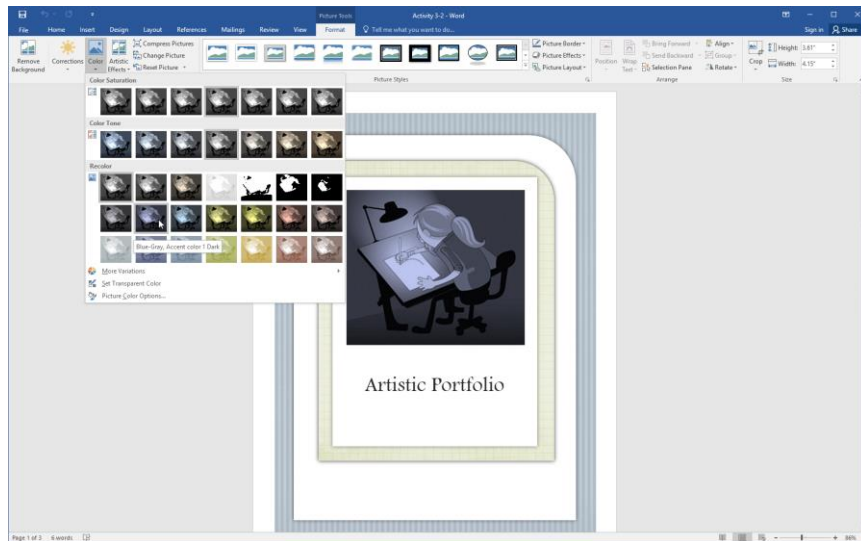 Picture Tools Activity 3-2 - Word
File Home Insert Design Layout References Mailings Review View Format Tell me what you want to do... Sign in Share
Remove Background
Corrections
Color
Artistic Effects
Compress Pictures
Change Picture
Reset Picture
Picture Styles
Picture Border
Picture Effects
Picture Layout
Position
Wrap Text
Bring Forward
Send Backward
Selection Pane
Align
Group
Rotate
Arrange
Crop
Height: 3.81"
Width: 4.15"
Size
Color Saturation
Color Tone
Recolor
Blue-Gray, Accent color 1 Dark
More Variations
Set Transparent Color
Picture Color Options...
Artistic Portfolio
Page 1 of 3 6 words
86%